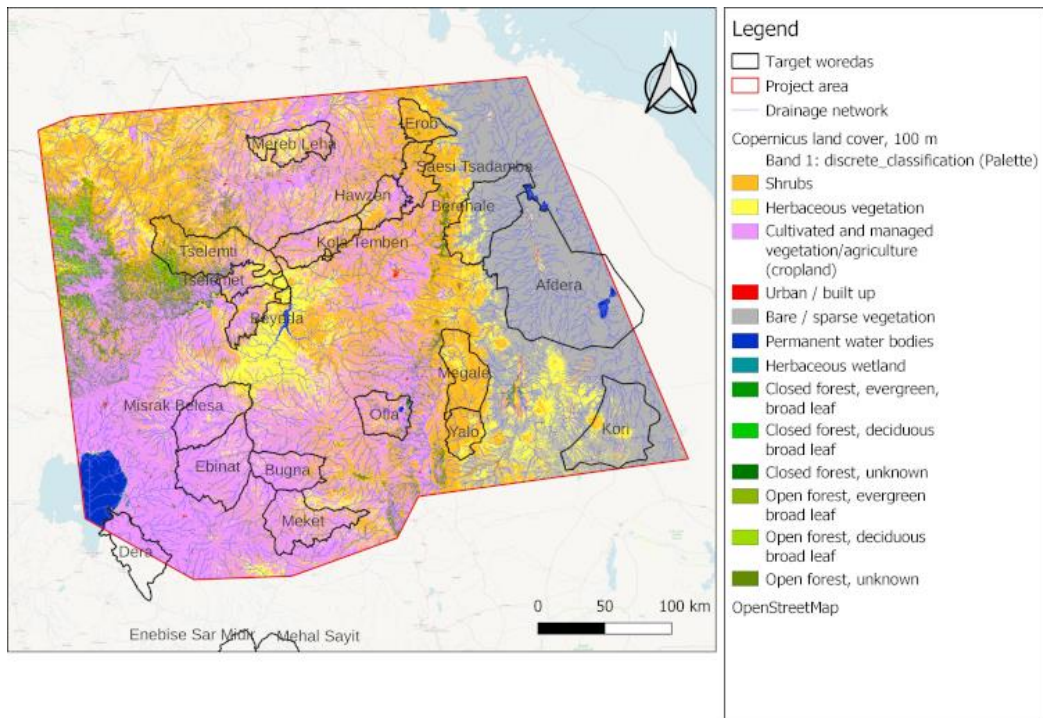 N
Erob
Mereb Leha
Saesi Tsadamba
Hawzen
Berahale
Kola Temben
Tselemti
Tselemet
Afdera
Beyeda
Megale
Misrak Belesa
Ofla
Yalo
Kori
Ebinat
Bugna
Meket
Dera
0 50 100 km
Enebise Sar Midir
Mehal Sayit
Legend
Target woredas
Project area
Drainage network
Copernicus land cover, 100 m
Band 1: discrete_classification (Palette)
Shrubs
Herbaceous vegetation
Cultivated and managed
vegetation/agriculture
(cropland)
Urban / built up
Bare / sparse vegetation
Permanent water bodies
Herbaceous wetland
Closed forest, evergreen,
broad leaf
Closed forest, deciduous
broad leaf
Closed forest, unknown
Open forest, evergreen
broad leaf
Open forest, deciduous
broad leaf
Open forest, unknown
OpenStreetMap